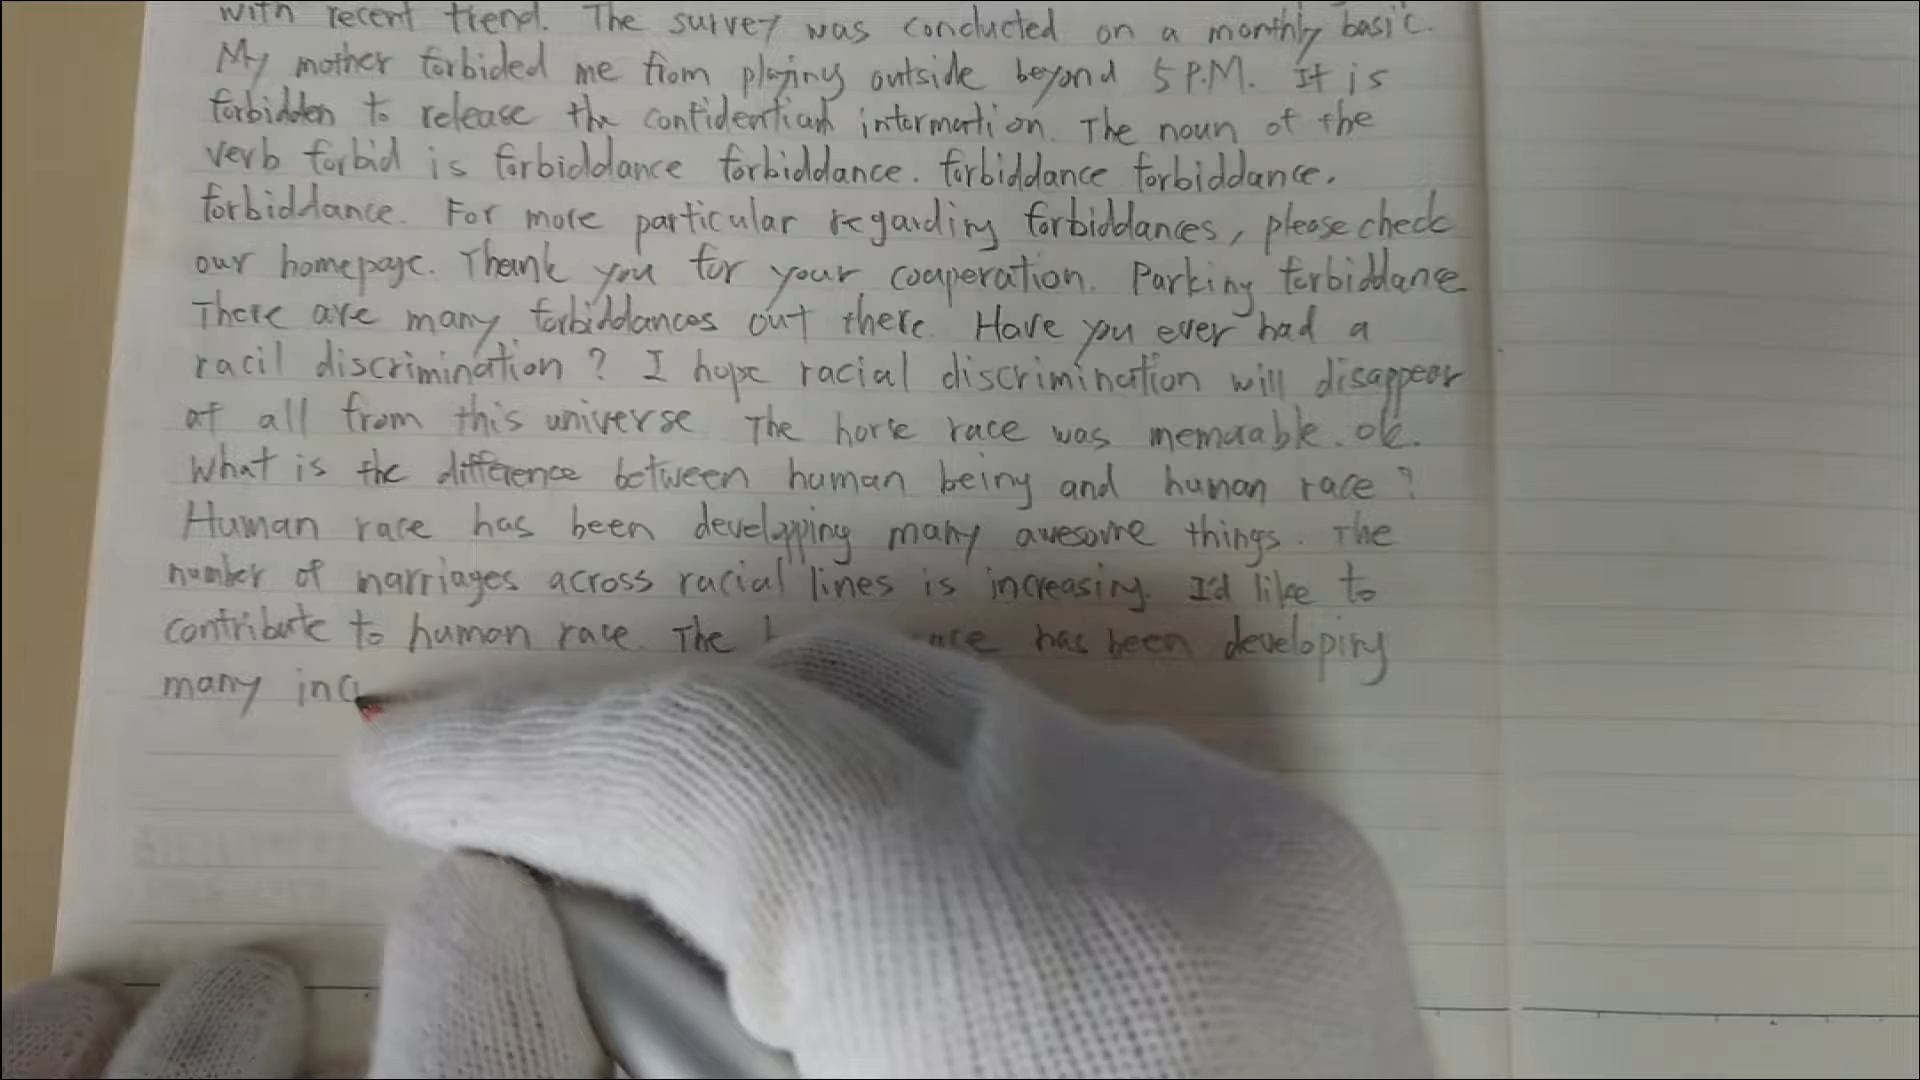 with recent trend. The survey was conducted on a monthly basic.
My mother forbided me from playing outside beyond 5 P.M. It is
forbidden to release the information. The noun of the
verb forbid is forbiddance forbiddance. forbiddance forbiddance.
forbiddance. For more particular regarding forbiddances, please check
our homepage. Thank you for your cooperation. Parking forbiddance
There are many forbiddances out there. Have you ever had a
racil discrimination? I hope racial discrimination will disappear
at all from this universe. The horse race was memorable. ok.
What is the difference between human being and human race?
Human race has been developping many awesome things. The
number of marriages across racial lines is increasing. I'd like to
contribute to human race. The has been developing
many